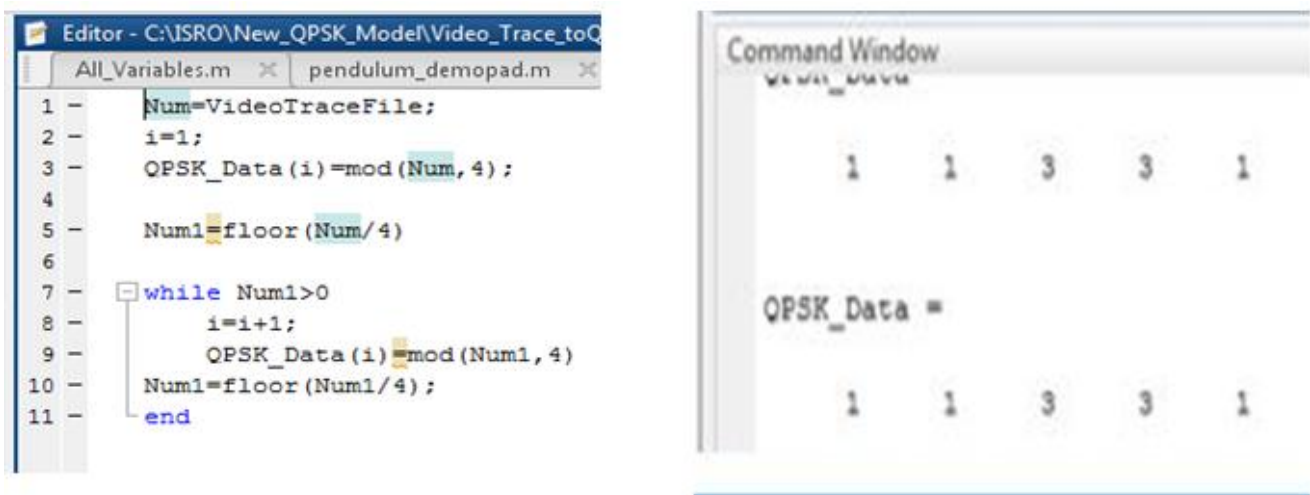 Editor - C:\ISRO\New_QPSK_Model\Video_Trace_toQ
All_Variables.m × pendulum_demopad.m ×
1 - Num=VideoTraceFile;
2 - i=1;
3 - QPSK_Data(i)=mod(Num,4);
4
5 - Num1=floor(Num/4)
6
7 - while Num1>0
8 - i=i+1;
9 - QPSK_Data(i)=mod(Num1,4)
10 - Num1=floor(Num1/4);
11 - end
Command Window
QPSK_Data
1 1 3 3 1
QPSK_Data =
1 1 3 3 1